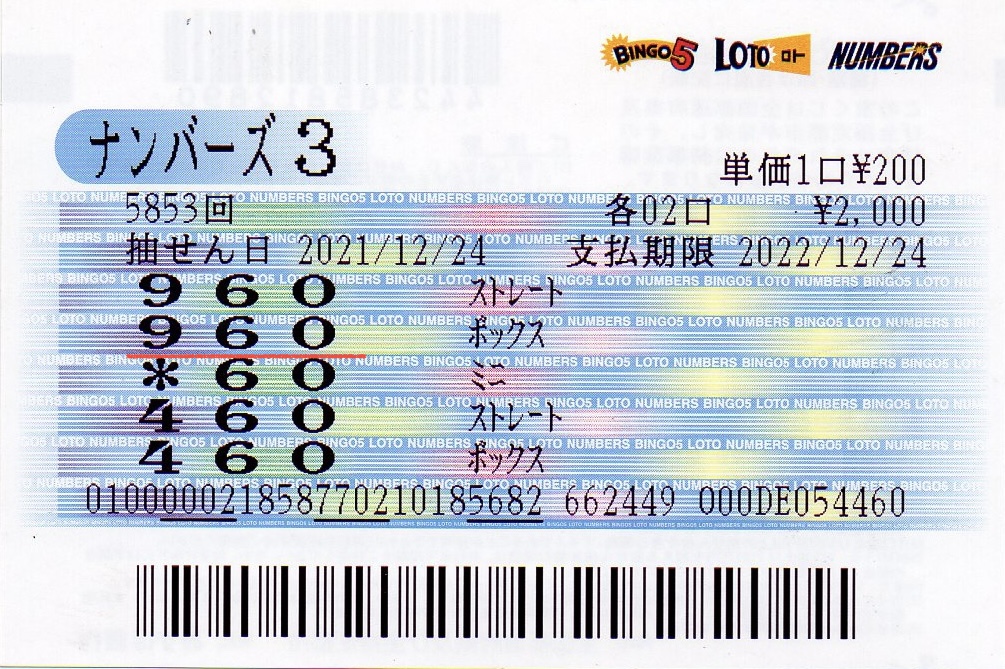 BINGO5 LOTO ロト NUMBERS
ナンバーズ3
単価1口¥200
5853回 各02口 ¥2,000
抽せん日 2021/12/24 支払期限 2022/12/24
960 ストレート
960 ボックス
*60 ミニ
460 ストレート
460 ボックス
010000021858770210185682 662449 000DE054460